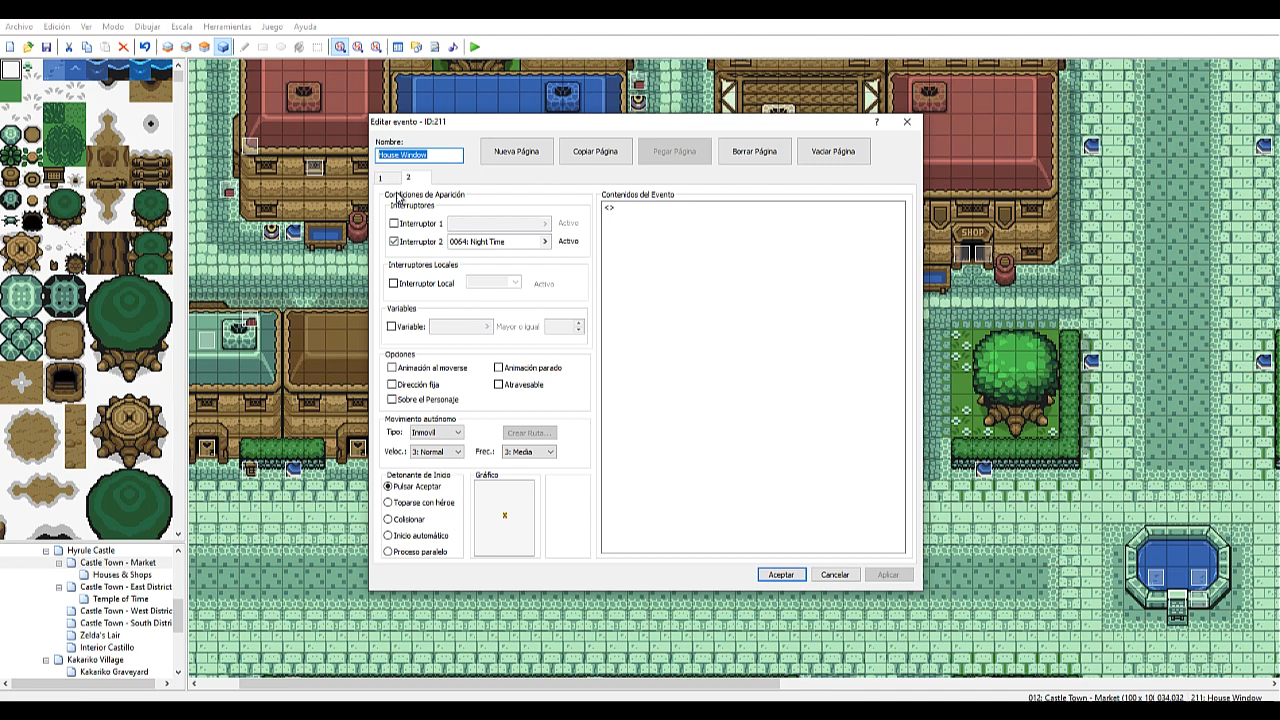 Archivo Edición Ver Modo Dibujar Escala Herramientas Juego Ayuda
Editar evento - ID:211
?
Nombre:
House Window
Nueva Página
Copiar Página
Pegar Página
Borrar Página
Vaciar Página
1
2
Condiciones de Aparición
Interruptores
Interruptor 1
Activo
Interruptor 2
0064: Night Time
Activo
Interruptores Locales
Interruptor Local
Activo
Variables
Variable:
Mayor o igual
Opciones
Animación al moverse
Animación parado
Dirección fija
Atravesable
Sobre el Personaje
Movimiento autónomo
Tipo:
Inmovil
Crear Ruta...
Veloc.:
3: Normal
Frec.:
3: Media
Detonante de Inicio
Pulsar Aceptar
Toparse con héroe
Colisionar
Inicio automático
Proceso paralelo
Gráfico
Contenidos del Evento
<>
Aceptar
Cancelar
Aplicar
SHOP
Hyrule Castle
Castle Town - Market
Houses & Shops
Castle Town - East District
Temple of Time
Castle Town - West Distric
Castle Town - South Distri
Zelda's Lair
Interior Castillo
Kakariko Village
Kakariko Graveyard
012: Castle Town - Market (100 x 10( 034.032 211: House Window